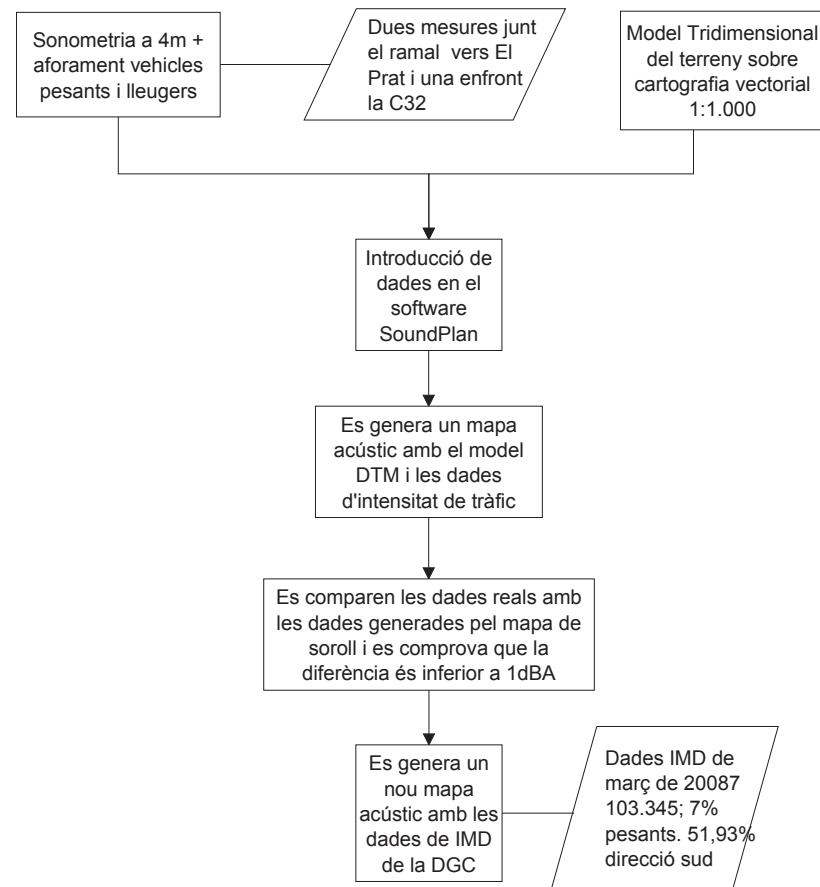 Sonometria a 4m +
aforament vehicles
pesants i lleugers
Dues mesures junt
el ramal vers El
Prat i una enfront
la C32
Model Tridimensional
del terreny sobre
cartografia vectorial
1:1.000
Introducció de
dades en el
software
SoundPlan
Es genera un mapa
acústic amb el model
DTM i les dades
d'intensitat de tràfic
Es comparen les dades reals amb
les dades generades pel mapa de
soroll i es comprova que la
diferència és inferior a 1dBA
Es genera un
nou mapa
acústic amb les
dades de IMD
de la DGC
Dades IMD de
març de 20087
103.345; 7%
pesants. 51,93%
direcció sud